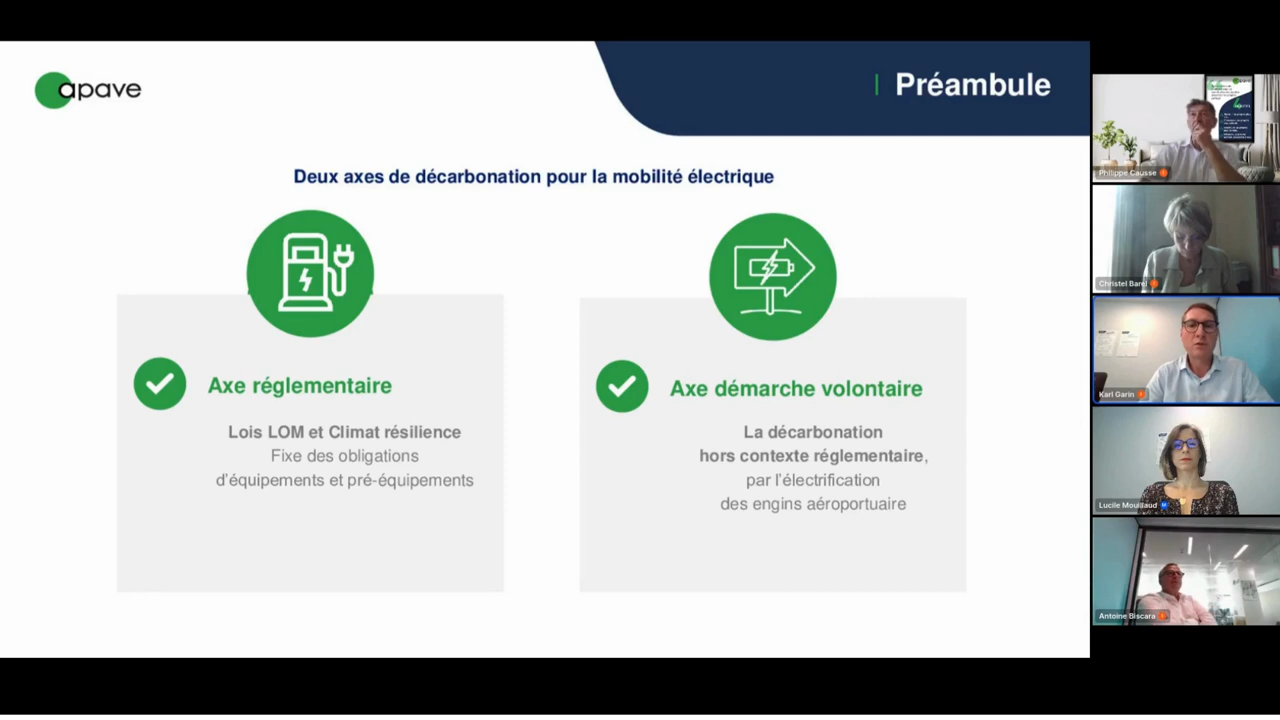 apave
Préambule
Deux axes de décarbonation pour la mobilité électrique
Axe réglementaire
Lois LOM et Climat résilience
Fixe des obligations
d'équipements et pré-équipements
Axe démarche volontaire
La décarbonation
hors contexte réglementaire,
par l'électrification
des engins aéroportuaire
Philippe Causse
Christel Barel
Karl Garin
Lucile Mouillaud
Antoine Biscara